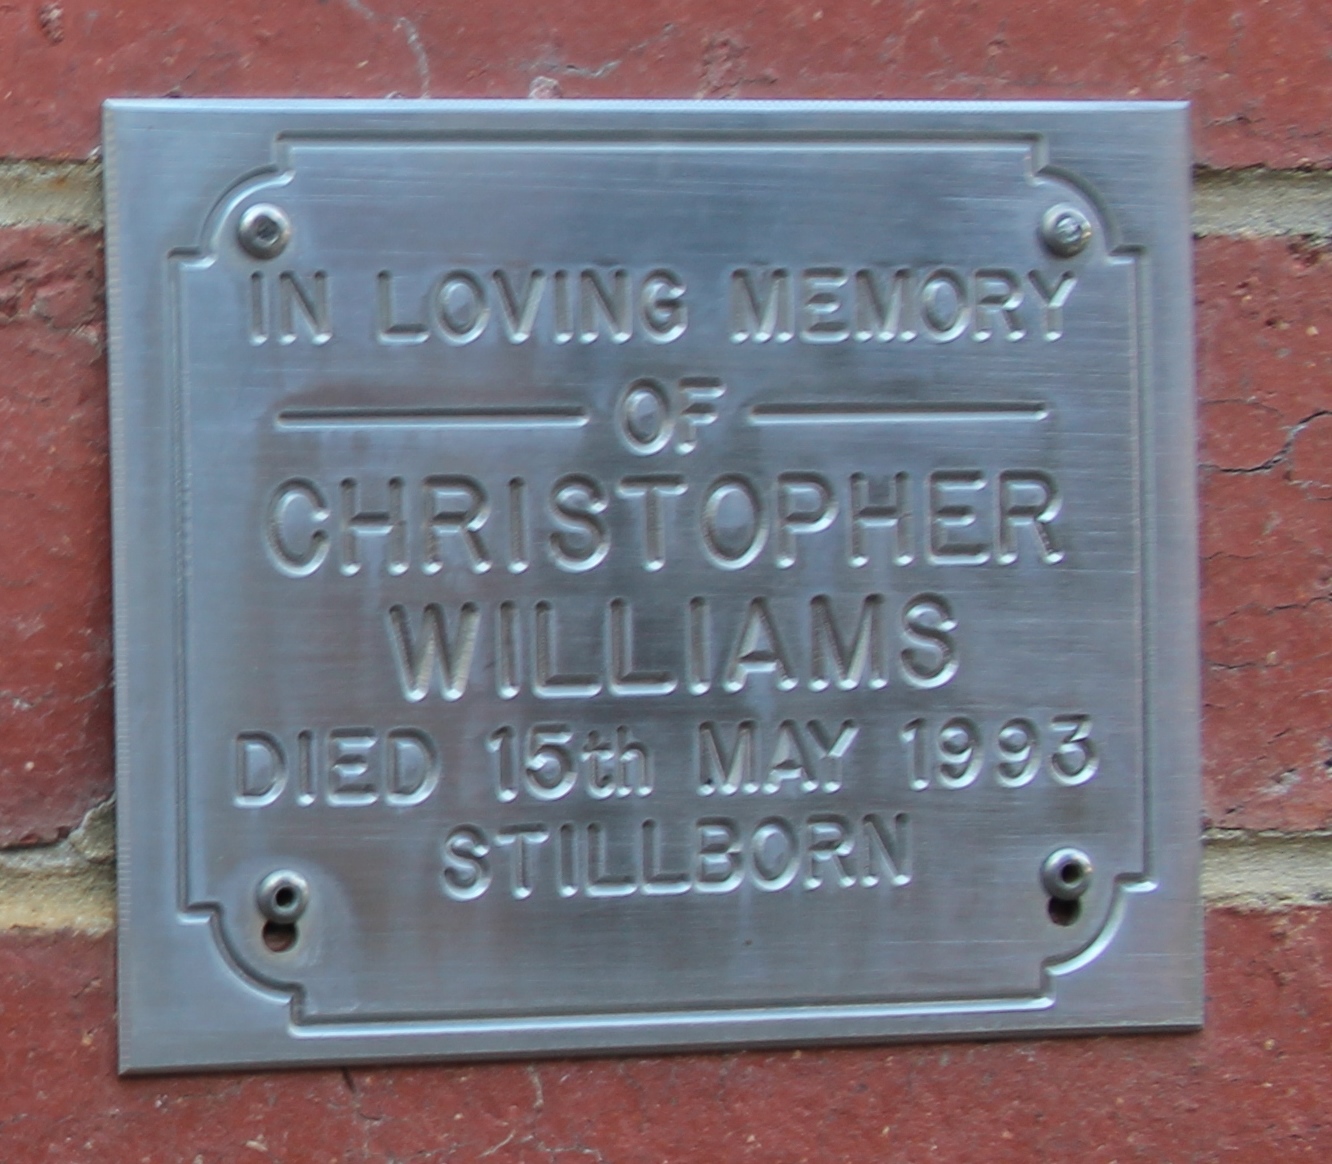 IN LOVING MEMORY
OF
CHRISTOPHER
WILLIAMS
DIED 15th MAY 1993
STILLBORN